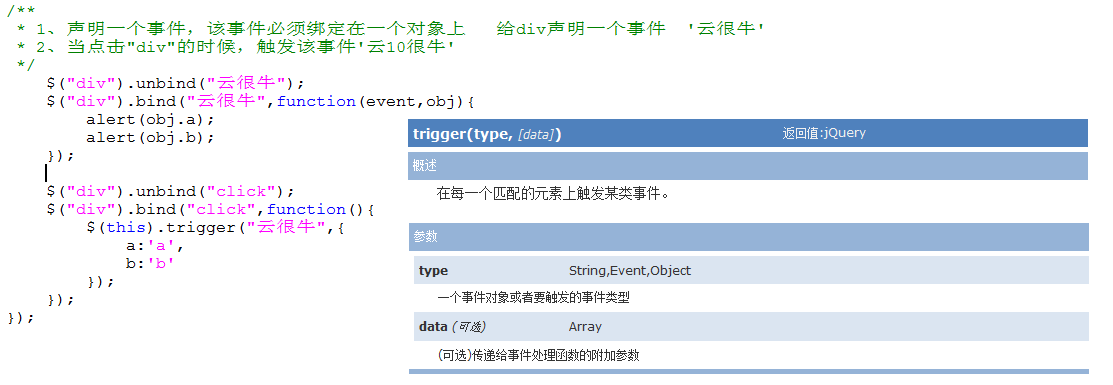 /**
 * 1、声明一个事件，该事件必须绑定在一个对象上   给div声明一个事件  '云很牛'
 * 2、当点击"div"的时候，触发该事件'云10很牛'
 */
    $("div").unbind("云很牛");
    $("div").bind("云很牛",function(event,obj){
        alert(obj.a);
        alert(obj.b);
    });
    $("div").unbind("click");
    $("div").bind("click",function(){
        $(this).trigger("云很牛",{
            a:'a',
            b:'b'
        });
    });
});
trigger(type, [data]) 返回值:jQuery
概述
在每一个匹配的元素上触发某类事件。
参数
type String,Event,Object
一个事件对象或者要触发的事件类型
data (可选) Array
(可选)传递给事件处理函数的附加参数